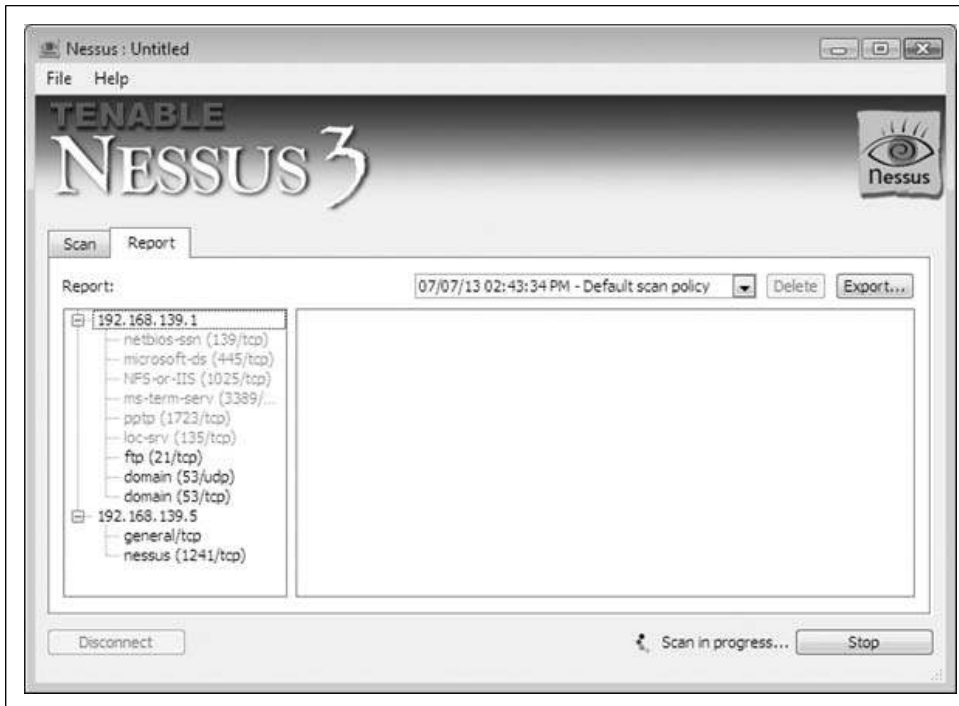 Nessus : Untitled
File Help
TENABLE
NESSUS 3
Nessus
Scan Report
Report: 07/07/13 02:43:34 PM - Default scan policy Delete Export...
192.168.139.1
netbios-ssn (139/tcp)
microsoft-ds (445/tcp)
NFS-or-IIS (1025/tcp)
ms-term-serv (3389/...
pptp (1723/tcp)
loc-srv (135/tcp)
ftp (21/tcp)
domain (53/udp)
domain (53/tcp)
192.168.139.5
general/tcp
nessus (1241/tcp)
Disconnect Scan in progress... Stop